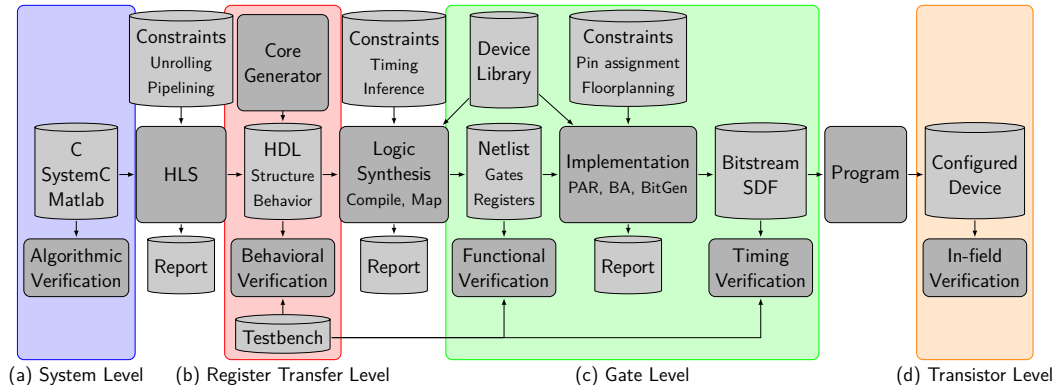 Constraints
Unrolling
Pipelining
Core
Generator
Constraints
Timing
Inference
Device
Library
Constraints
Pin assignment
Floorplanning
C
SystemC
Matlab
HLS
HDL
Structure
Behavior
Logic
Synthesis
Compile, Map
Netlist
Gates
Registers
Implementation
PAR, BA, BitGen
Bitstream
SDF
Program
Configured
Device
Algorithmic
Verification
Report
Behavioral
Verification
Report
Functional
Verification
Report
Timing
Verification
In-field
Verification
Testbench
(a) System Level
(b) Register Transfer Level
(c) Gate Level
(d) Transistor Level